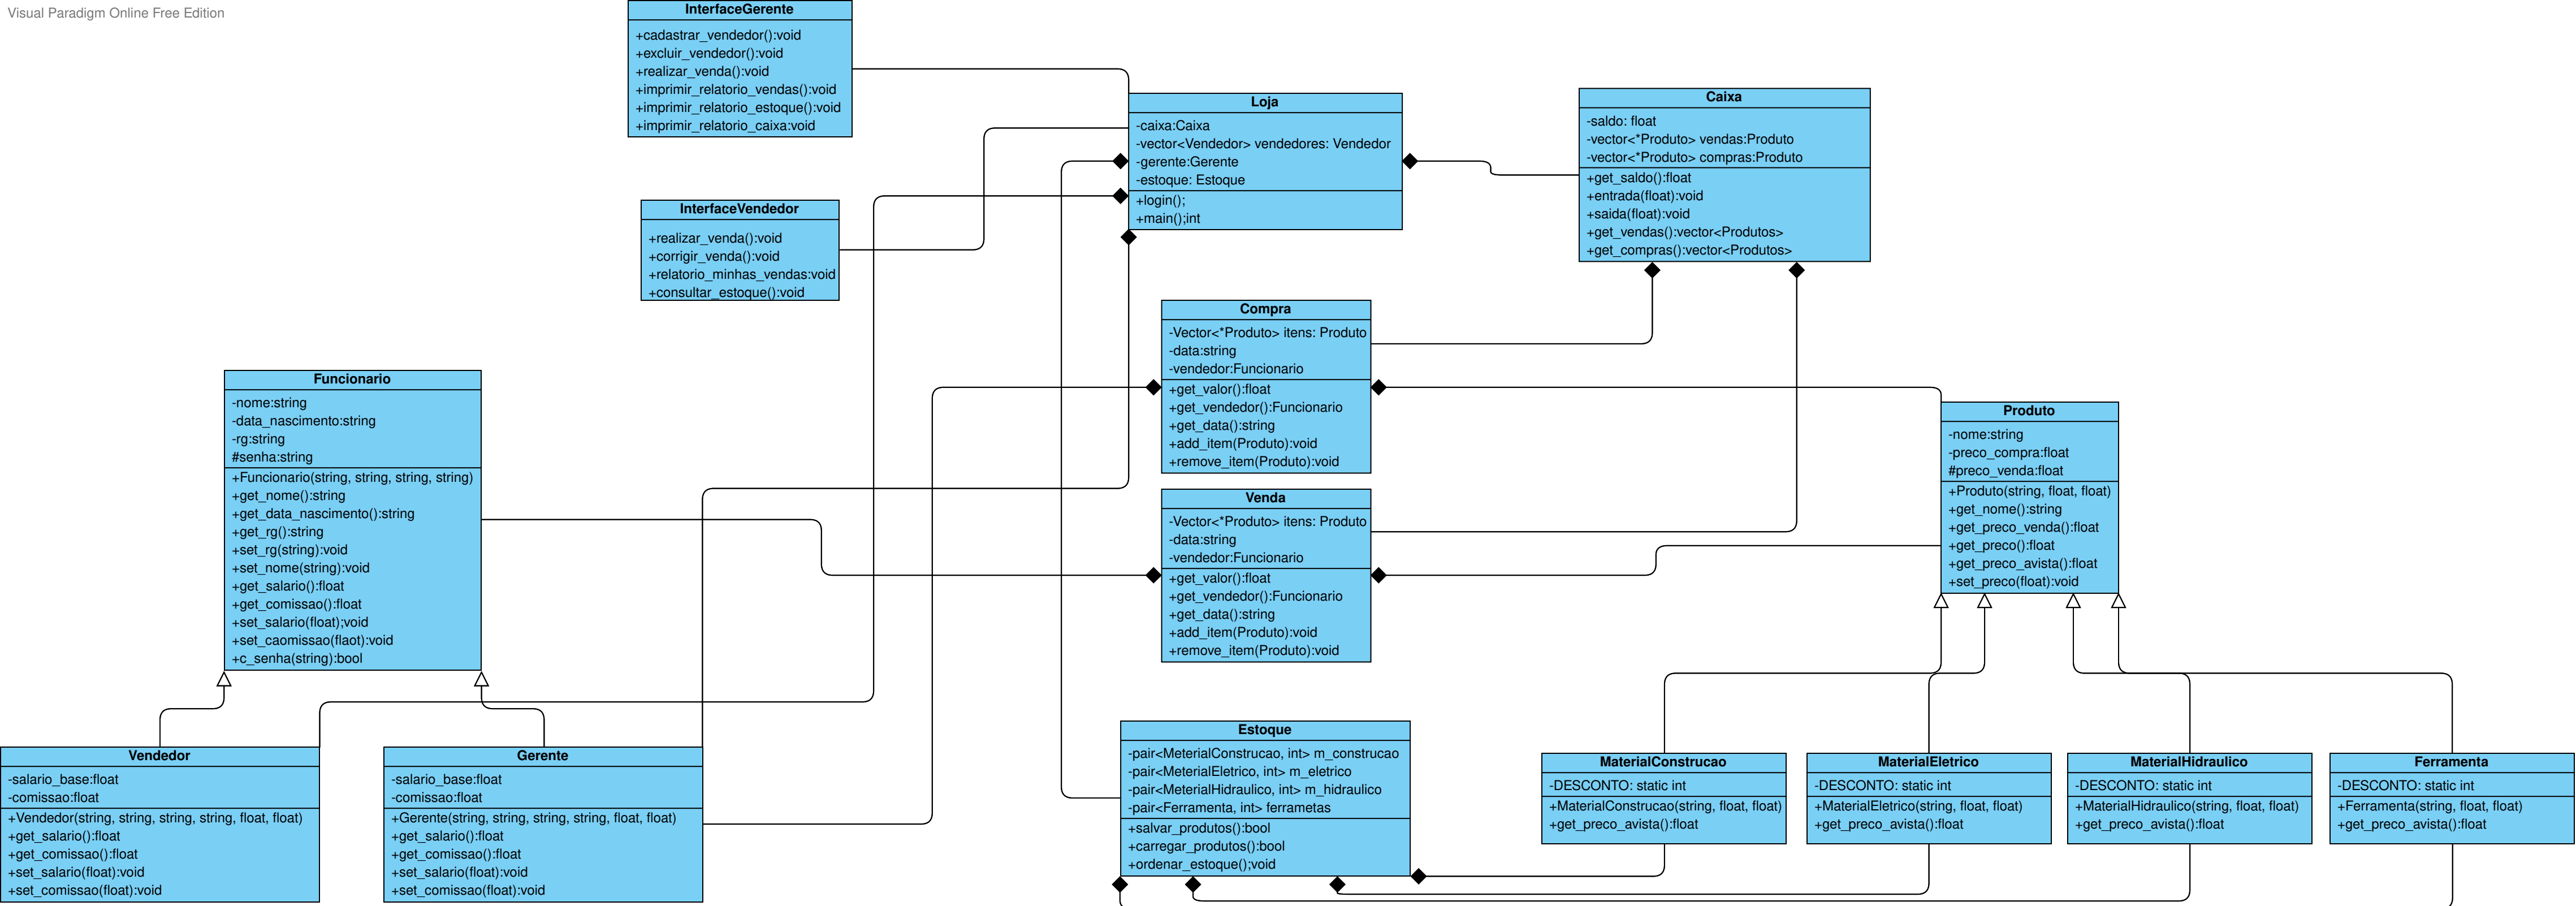 Visual Paradigm Online Free Edition
InterfaceGerente
+cadastrar_vendedor():void
+excluir_vendedor():void
+realizar_venda():void
+imprimir_relatorio_vendas():void
+imprimir_relatorio_estoque():void
+imprimir_relatorio_caixa:void
Loja
-caixa:Caixa
-vector<Vendedor> vendedores: Vendedor
-gerente:Gerente
-estoque: Estoque
+login();
+main();int
Caixa
-saldo: float
-vector<*Produto> vendas:Produto
-vector<*Produto> compras:Produto
+get_saldo():float
+entrada(float):void
+saida(float):void
+get_vendas():vector<Produtos>
+get_compras():vector<Produtos>
InterfaceVendedor
+realizar_venda():void
+corrigir_venda():void
+relatorio_minhas_vendas:void
+consultar_estoque():void
Compra
-Vector<*Produto> itens: Produto
-data:string
-vendedor:Funcionario
+get_valor():float
+get_vendedor():Funcionario
+get_data():string
+add_item(Produto):void
+remove_item(Produto):void
Funcionario
-nome:string
-data_nascimento:string
-rg:string
#senha:string
+Funcionario(string, string, string, string)
+get_nome():string
+get_data_nascimento():string
+get_rg():string
+set_rg(string):void
+set_nome(string):void
+get_salario():float
+get_comissao():float
+set_salario(float);void
+set_caomissao(flaot):void
+c_senha(string):bool
Produto
-nome:string
-preco_compra:float
#preco_venda:float
+Produto(string, float, float)
+get_nome():string
+get_preco_venda():float
+get_preco():float
+get_preco_avista():float
+set_preco(float):void
Venda
-Vector<*Produto> itens: Produto
-data:string
-vendedor:Funcionario
+get_valor():float
+get_vendedor():Funcionario
+get_data():string
+add_item(Produto):void
+remove_item(Produto):void
Vendedor
-salario_base:float
-comissao:float
+Vendedor(string, string, string, string, float, float)
+get_salario():float
+get_comissao():float
+set_salario(float):void
+set_comissao(float):void
Gerente
-salario_base:float
-comissao:float
+Gerente(string, string, string, string, float, float)
+get_salario():float
+get_comissao():float
+set_salario(float):void
+set_comissao(float):void
Estoque
-pair<MeterialConstrucao, int> m_construcao
-pair<MeterialEletrico, int> m_eletrico
-pair<MeterialHidraulico, int> m_hidraulico
-pair<Ferramenta, int> ferrametas
+salvar_produtos():bool
+carregar_produtos():bool
+ordenar_estoque();void
MaterialConstrucao
-DESCONTO: static int
+MaterialConstrucao(string, float, float)
+get_preco_avista():float
MaterialEletrico
-DESCONTO: static int
+MaterialEletrico(string, float, float)
+get_preco_avista():float
MaterialHidraulico
-DESCONTO: static int
+MaterialHidraulico(string, float, float)
+get_preco_avista():float
Ferramenta
-DESCONTO: static int
+Ferramenta(string, float, float)
+get_preco_avista():float